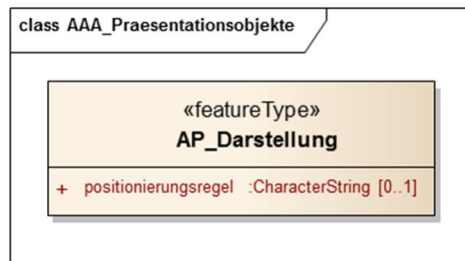 class AAA_Praesentationsobjekte
«featureType»
AP_Darstellung
+ positionierungsregel :CharacterString [0..1]